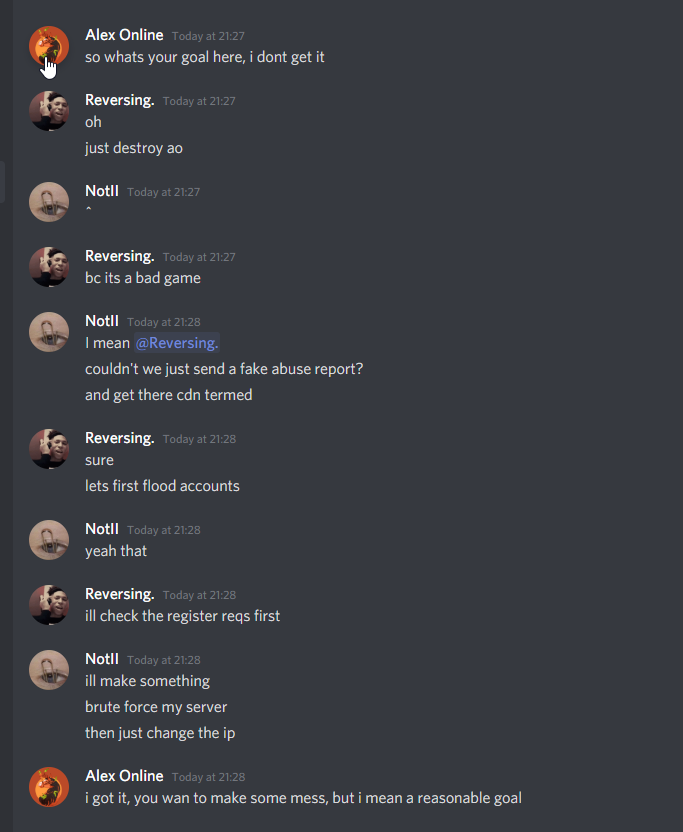 Alex Online Today at 21:27
so whats your goal here, i dont get it
Reversing. Today at 21:27
oh
just destroy ao
NotII Today at 21:27
^
Reversing. Today at 21:27
bc its a bad game
NotII Today at 21:28
I mean @Reversing.
couldn't we just send a fake abuse report?
and get there cdn termed
Reversing. Today at 21:28
sure
lets first flood accounts
NotII Today at 21:28
yeah that
Reversing. Today at 21:28
ill check the register reqs first
NotII Today at 21:28
ill make something
brute force my server
then just change the ip
Alex Online Today at 21:28
i got it, you wan to make some mess, but i mean a reasonable goal